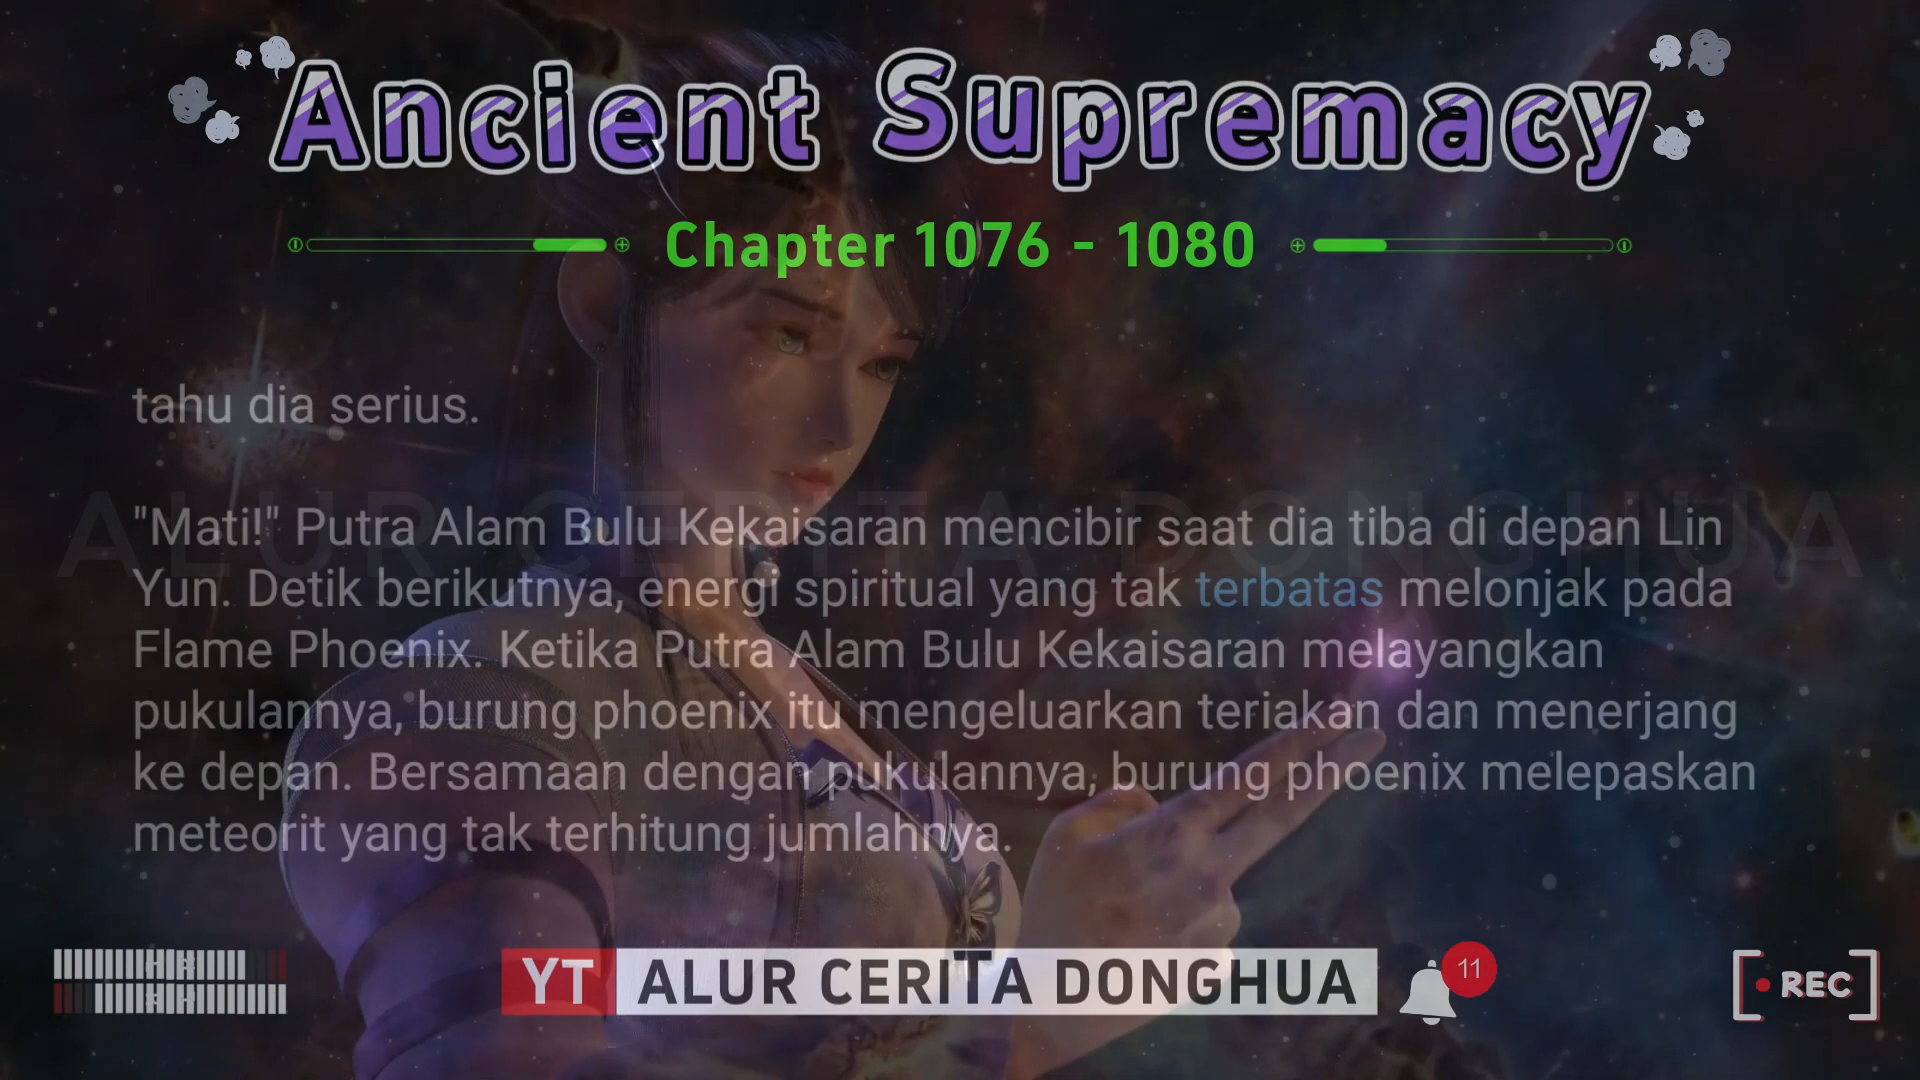 Ancient Supremacy
Chapter 1076 - 1080
tahu dia serius.
ALUR CERITA DONGHUA
"Mati!" Putra Alam Bulu Kekaisaran mencibir saat dia tiba di depan Lin
Yun. Detik berikutnya, energi spiritual yang tak terbatas melonjak pada
Flame Phoenix. Ketika Putra Alam Bulu Kekaisaran melayangkan
pukulannya, burung phoenix itu mengeluarkan teriakan dan menerjang
ke depan. Bersamaan dengan pukulannya, burung phoenix melepaskan
meteorit yang tak terhitung jumlahnya.
YT ALUR CERITA DONGHUA 11
REC